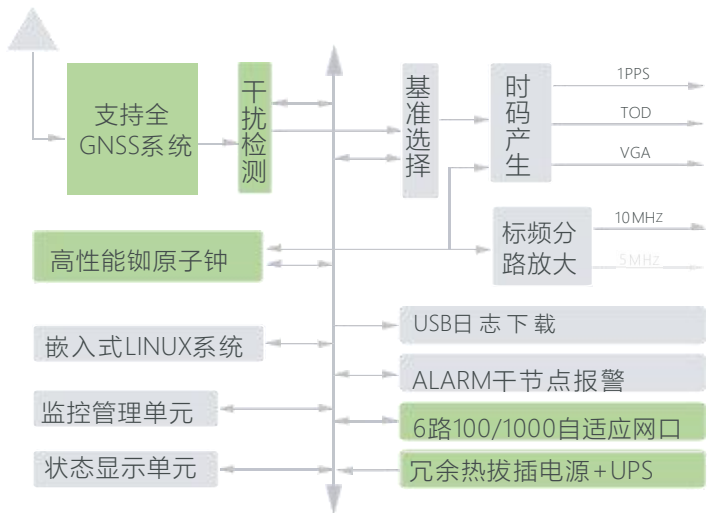 支持全
GNSS系统
干扰检测
基准选择
时码产生
1PPS
TOD
VGA
高性能铷原子钟
标频分
路放大
10MHZ
5MHz
嵌入式LINUX系统
监控管理单元
状态显示单元
USB日志下载
ALARM干节点报警
6路100/1000自适应网口
冗余热拔插电源+UPS